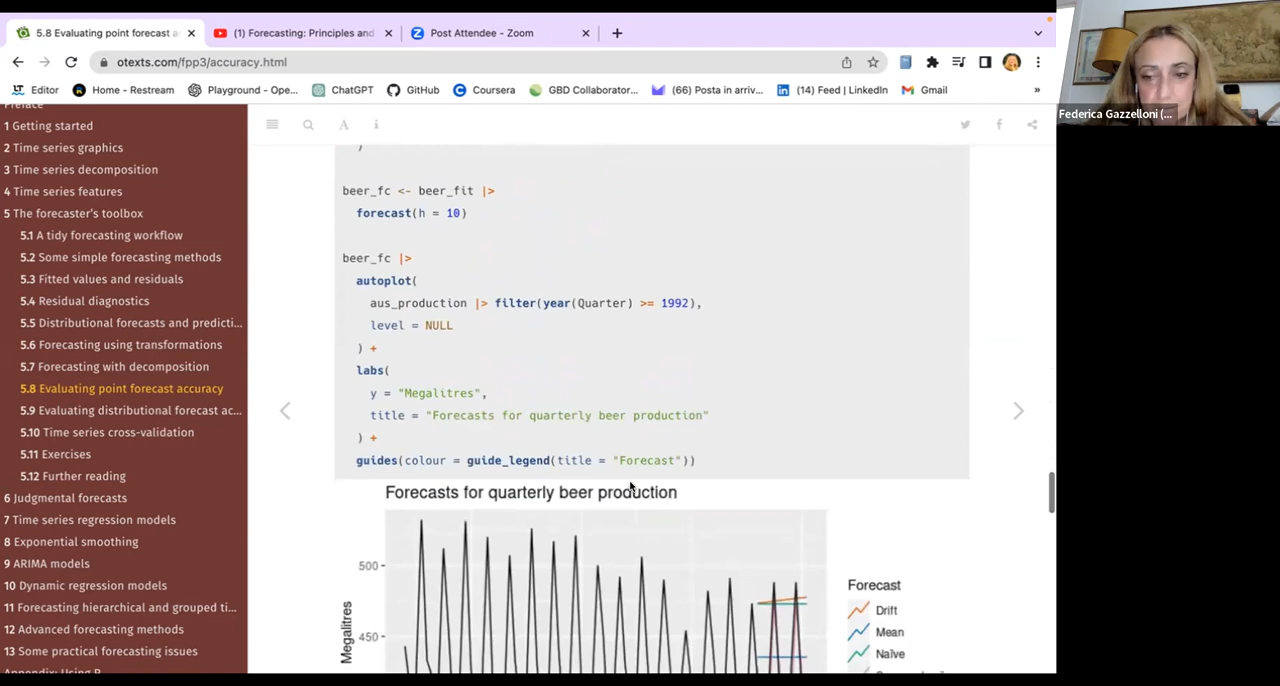 5.8 Evaluating point forecast a
(1) Forecasting: Principles and
Post Attendee - Zoom
otexts.com/fpp3/accuracy.html
Editor
Home - Restream
Playground - Ope...
ChatGPT
GitHub
Coursera
GBD Collaborator...
(66) Posta in arriv...
(14) Feed | LinkedIn
Gmail
»
Federica Gazzelloni (...
Preface
1 Getting started
2 Time series graphics
3 Time series decomposition
4 Time series features
5 The forecaster's toolbox
5.1 A tidy forecasting workflow
5.2 Some simple forecasting methods
5.3 Fitted values and residuals
5.4 Residual diagnostics
5.5 Distributional forecasts and predicti...
5.6 Forecasting using transformations
5.7 Forecasting with decomposition
5.8 Evaluating point forecast accuracy
5.9 Evaluating distributional forecast ac...
5.10 Time series cross-validation
5.11 Exercises
5.12 Further reading
6 Judgmental forecasts
7 Time series regression models
8 Exponential smoothing
9 ARIMA models
10 Dynamic regression models
11 Forecasting hierarchical and grouped ti...
12 Advanced forecasting methods
13 Some practical forecasting issues
Appendix: Using R
)
beer_fc <- beer_fit |>
forecast(h = 10)
beer_fc |>
autoplot(
aus_production |> filter(year(Quarter) >= 1992),
level = NULL
) +
labs(
y = "Megalitres",
title = "Forecasts for quarterly beer production"
) +
guides(colour = guide_legend(title = "Forecast"))
Forecasts for quarterly beer production
500
450
Megalitres
Forecast
Drift
Mean
Naïve